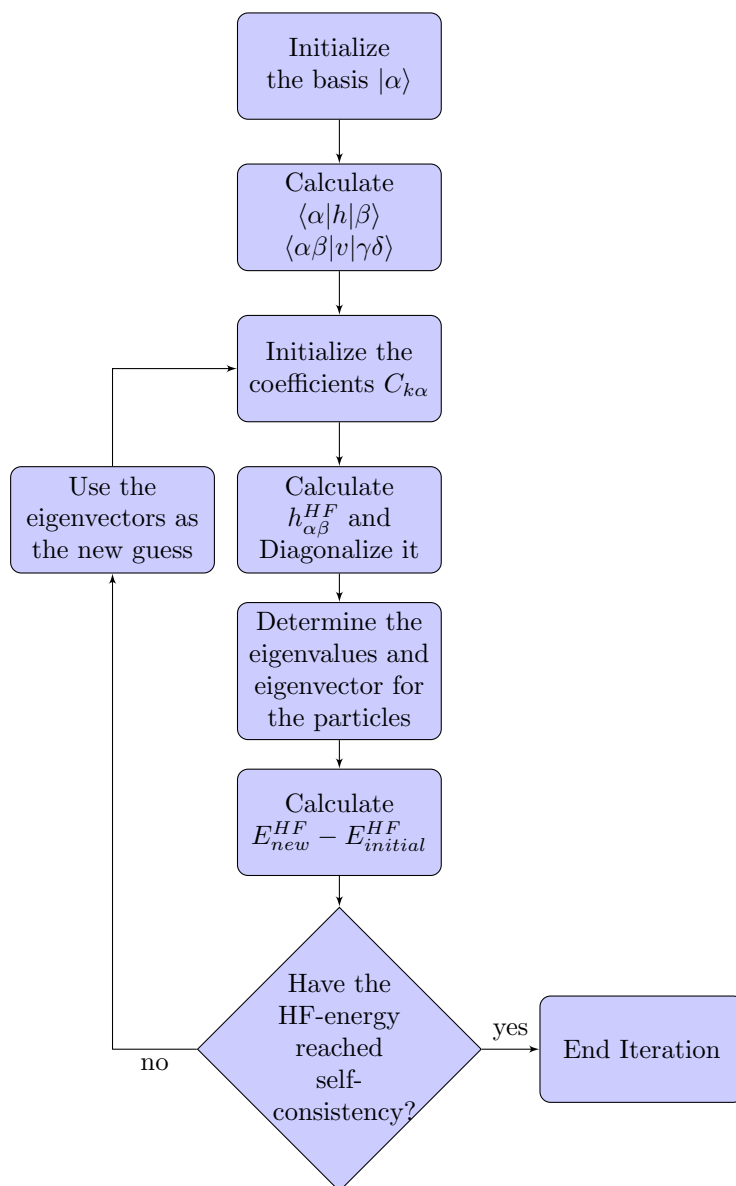 Initialize
the basis |α⟩
Calculate
⟨α|h|β⟩
⟨αβ|v|γδ⟩
Initialize the
coefficients C_{kα}
Use the
eigenvectors as
the new guess
Calculate
h^{HF}_{αβ} and
Diagonalize it
Determine the
eigenvalues and
eigenvector for
the particles
Calculate
E^{HF}_{new} − E^{HF}_{initial}
Have the
HF-energy
reached
self-
consistency?
no
yes
End Iteration